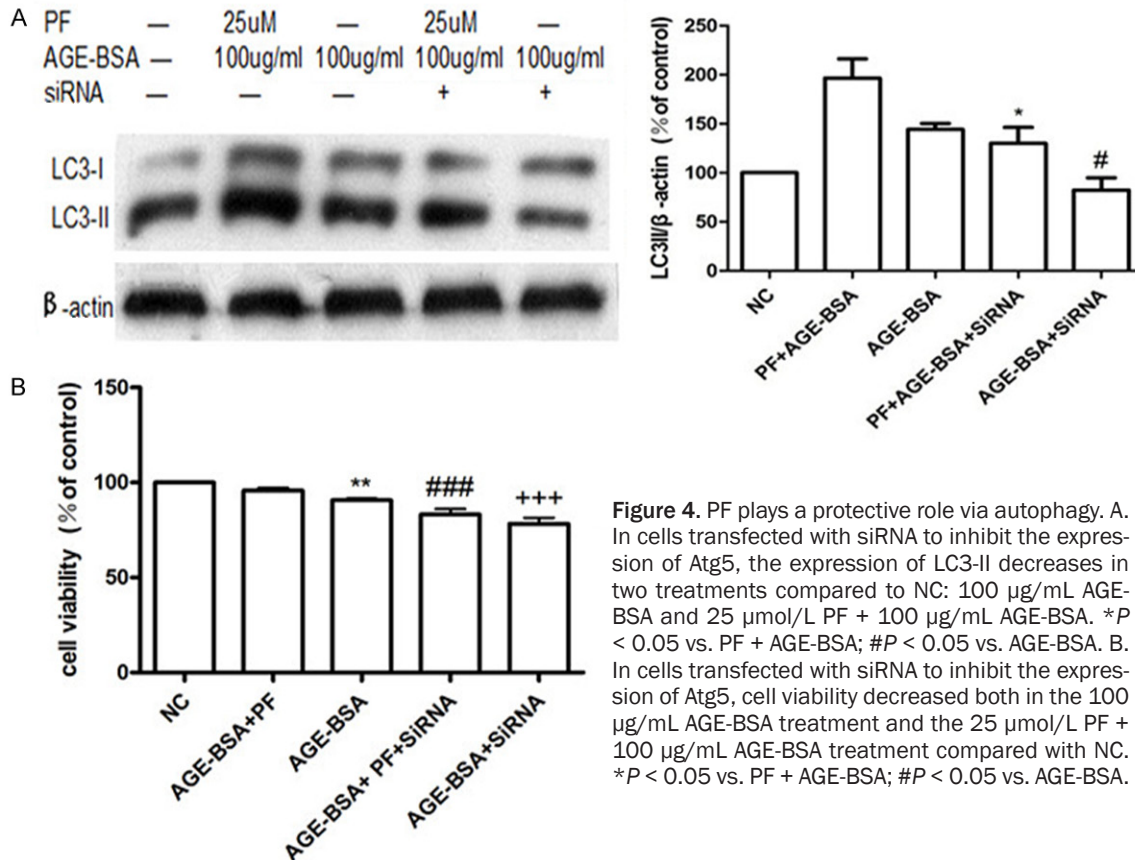 A
PF — 25uM — 25uM —
AGE-BSA — 100ug/ml 100ug/ml 100ug/ml 100ug/ml
siRNA — — — + +
LC3-I
LC3-II
β-actin
LC3II/β-actin (% of control)
250
200
150
100
50
0
*
#
NC
PF+AGE-BSA
AGE-BSA
PF+AGE-BSA+SiRNA
AGE-BSA+SiRNA
B
cell viability (% of control)
150
100
50
0
**
###
+++
NC
AGE-BSA+PF
AGE-BSA
AGE-BSA+ PF+SiRNA
AGE-BSA+SiRNA
Figure 4. PF plays a protective role via autophagy. A.
In cells transfected with siRNA to inhibit the expres-
sion of Atg5, the expression of LC3-II decreases in
two treatments compared to NC: 100 µg/mL AGE-
BSA and 25 µmol/L PF + 100 µg/mL AGE-BSA. *P
< 0.05 vs. PF + AGE-BSA; #P < 0.05 vs. AGE-BSA. B.
In cells transfected with siRNA to inhibit the expres-
sion of Atg5, cell viability decreased both in the 100
µg/mL AGE-BSA treatment and the 25 µmol/L PF +
100 µg/mL AGE-BSA treatment compared with NC.
*P < 0.05 vs. PF + AGE-BSA; #P < 0.05 vs. AGE-BSA.